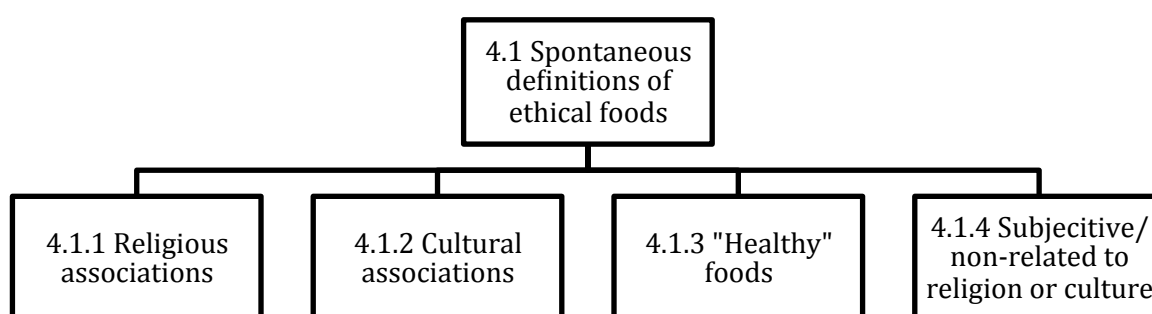 4.1 Spontaneous
definitions of
ethical foods
4.1.1 Religious
associations
4.1.2 Cultural
associations
4.1.3 "Healthy"
foods
4.1.4 Subjecitive/
non-related to
religion or culture